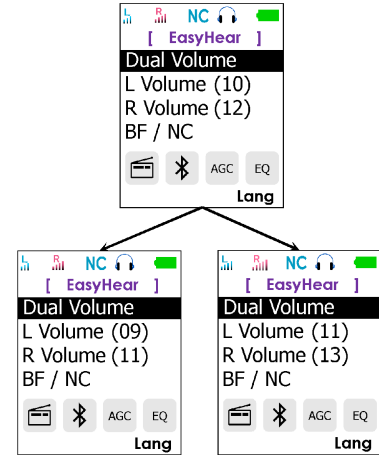 L R NC
[ EasyHear ]
Dual Volume
L Volume (10)
R Volume (12)
BF / NC
AGC EQ
Lang
L R NC
[ EasyHear ]
Dual Volume
L Volume (09)
R Volume (11)
BF / NC
AGC EQ
Lang
L R NC
[ EasyHear ]
Dual Volume
L Volume (11)
R Volume (13)
BF / NC
AGC EQ
Lang